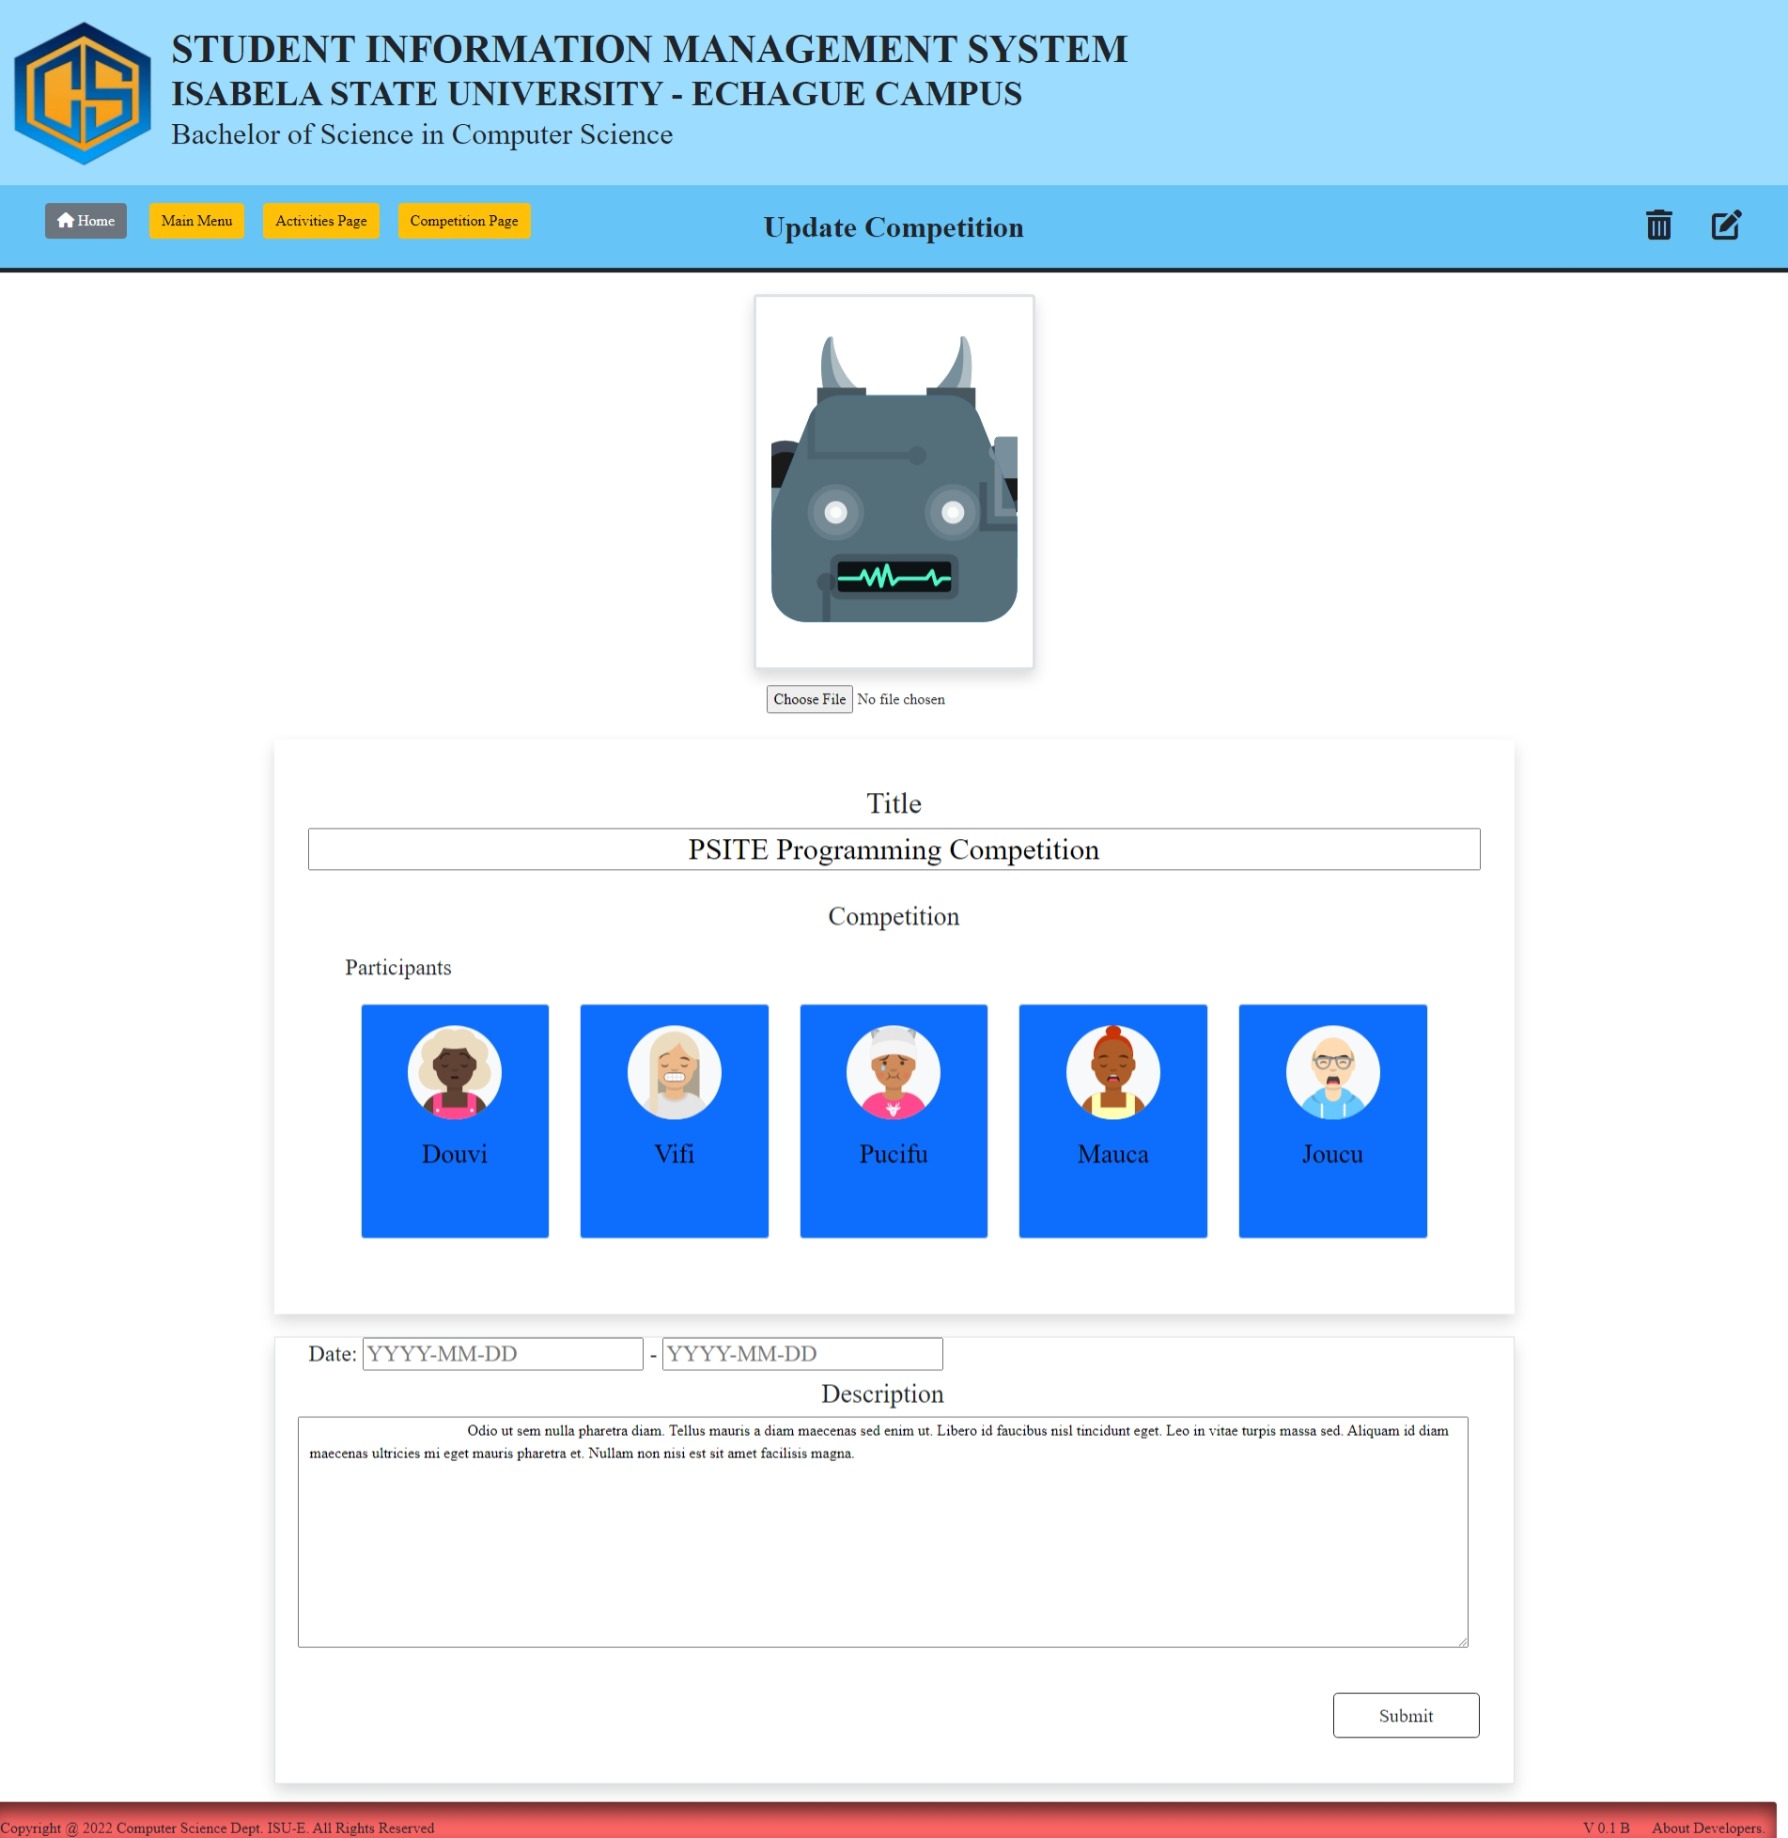 CS
STUDENT INFORMATION MANAGEMENT SYSTEM
ISABELA STATE UNIVERSITY - ECHAGUE CAMPUS
Bachelor of Science in Computer Science
Home Main Menu Activities Page Competition Page Update Competition
Choose File No file chosen
Title
PSITE Programming Competition
Competition
Participants
Douvi Vifi Pucifu Mauca Joucu
Date: YYYY-MM-DD - YYYY-MM-DD
Description
Odio ut sem nulla pharetra diam. Tellus mauris a diam maecenas sed enim ut. Libero id faucibus nisl tincidunt eget. Leo in vitae turpis massa sed. Aliquam id diam
maecenas ultricies mi eget mauris pharetra et. Nullam non nisi est sit amet facilisis magna.
Submit
Copyright @ 2022 Computer Science Dept. ISU-E. All Rights Reserved V 0.1 B About Developers.